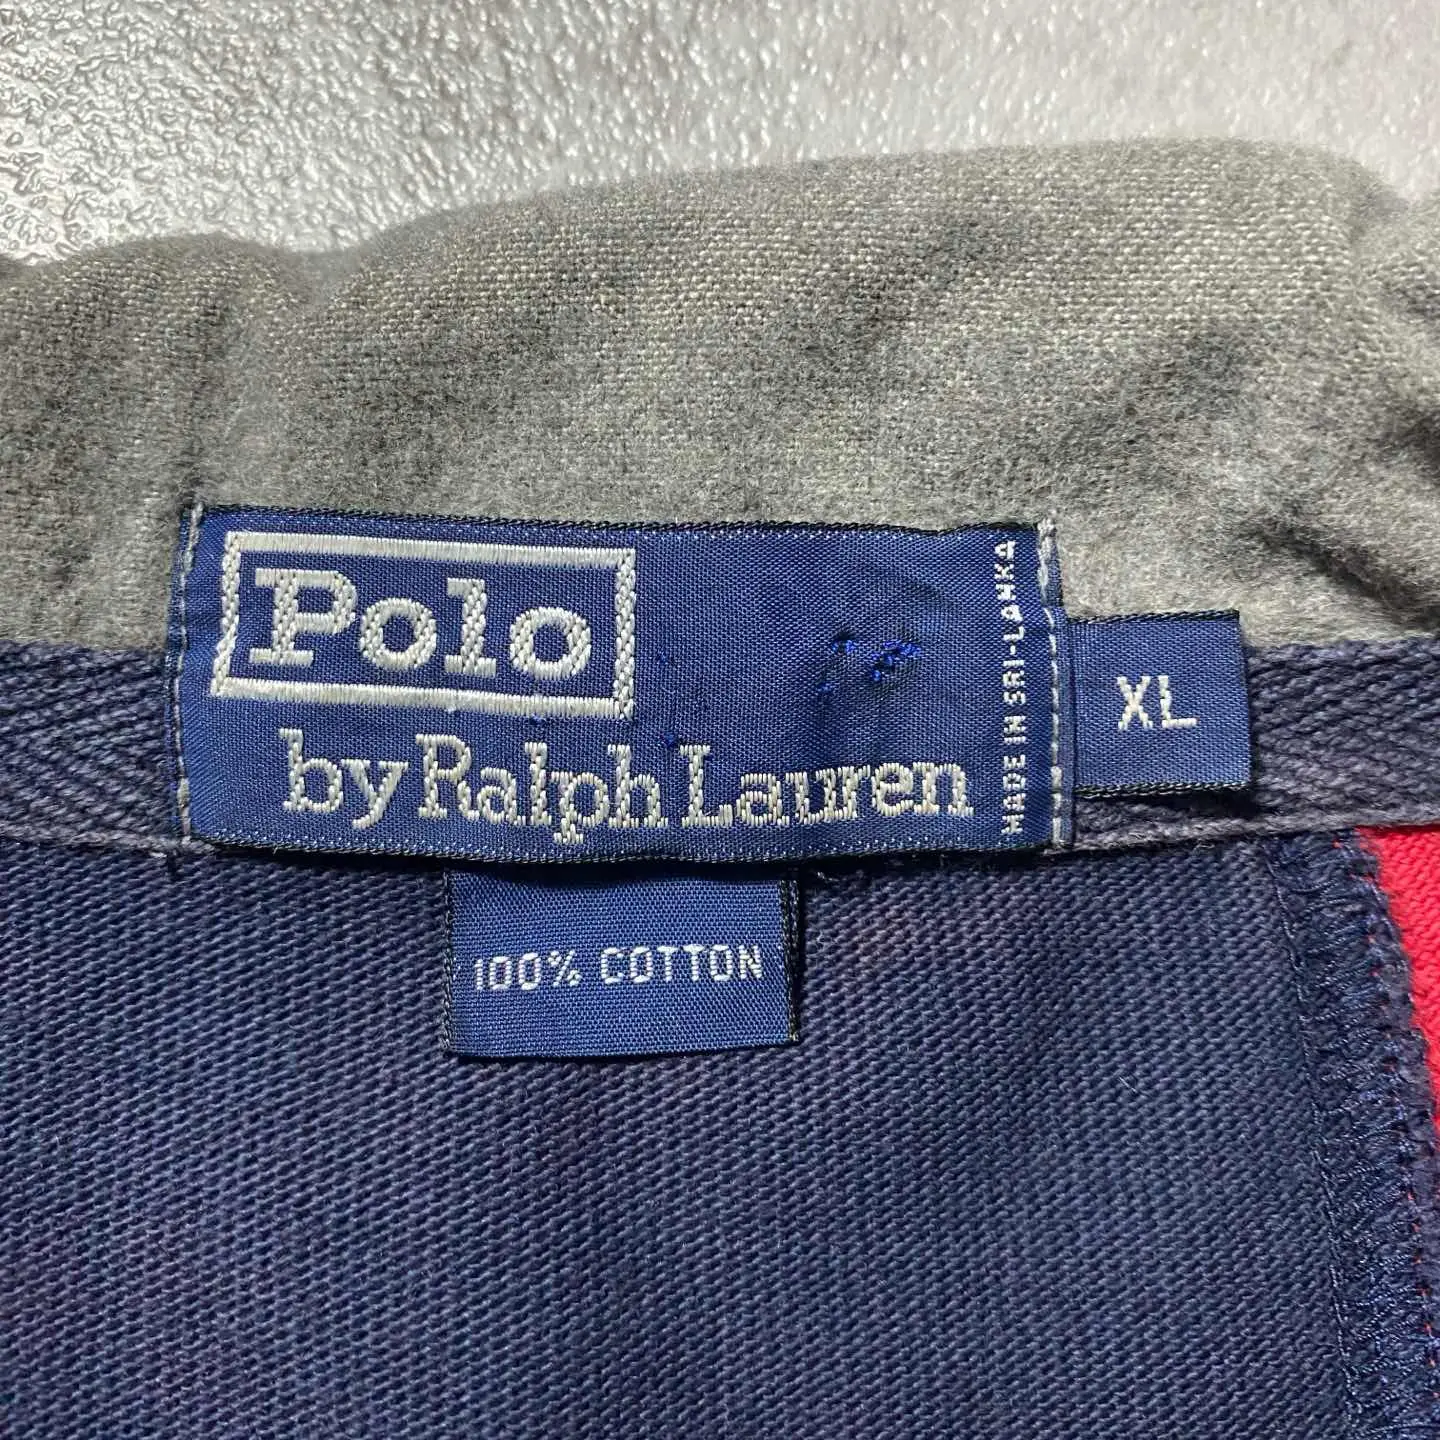 Polo
by Ralph Lauren
MADE IN SRI-LANKA
XL
100% COTTON